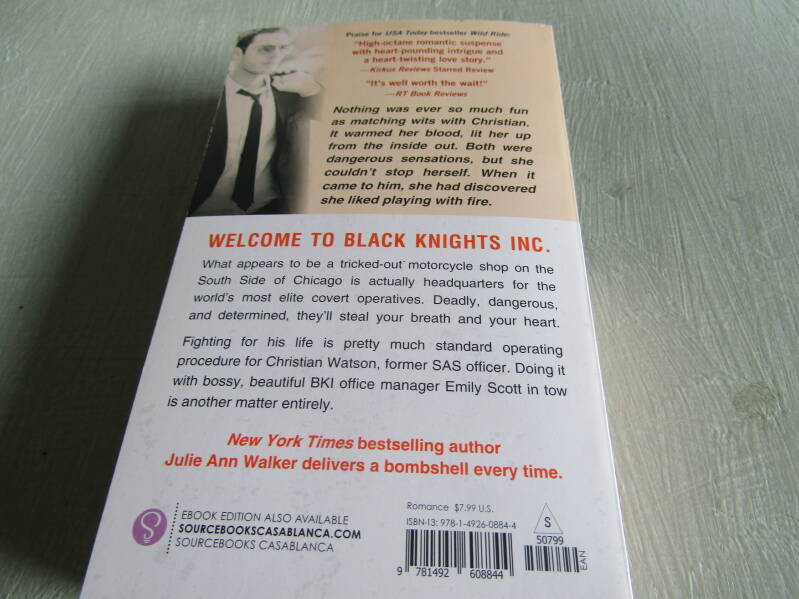 Praise for USA Today bestseller Wild Ride:
"High-octane romantic suspense
with heart-pounding intrigue and
a heart-twisting love story."
—Kirkus Reviews Starred Review
"It's well worth the wait!"
—RT Book Reviews
Nothing was ever so much fun
as matching wits with Christian.
It warmed her blood, lit her up
from the inside out. Both were
dangerous sensations, but she
couldn't stop herself. When it
came to him, she had discovered
she liked playing with fire.
WELCOME TO BLACK KNIGHTS INC.
What appears to be a tricked-out motorcycle shop on the
South Side of Chicago is actually headquarters for the
world's most elite covert operatives. Deadly, dangerous,
and determined, they'll steal your breath and your heart.
Fighting for his life is pretty much standard operating
procedure for Christian Watson, former SAS officer. Doing it
with bossy, beautiful BKI office manager Emily Scott in tow
is another matter entirely.
New York Times bestselling author
Julie Ann Walker delivers a bombshell every time.
EBOOK EDITION ALSO AVAILABLE
SOURCEBOOKSCASABLANCA.COM
SOURCEBOOKS CASABLANCA
Romance $7.99 U.S.
ISBN-13: 978-1-4926-0884-4
9 781492 608844
S
50799
EAN